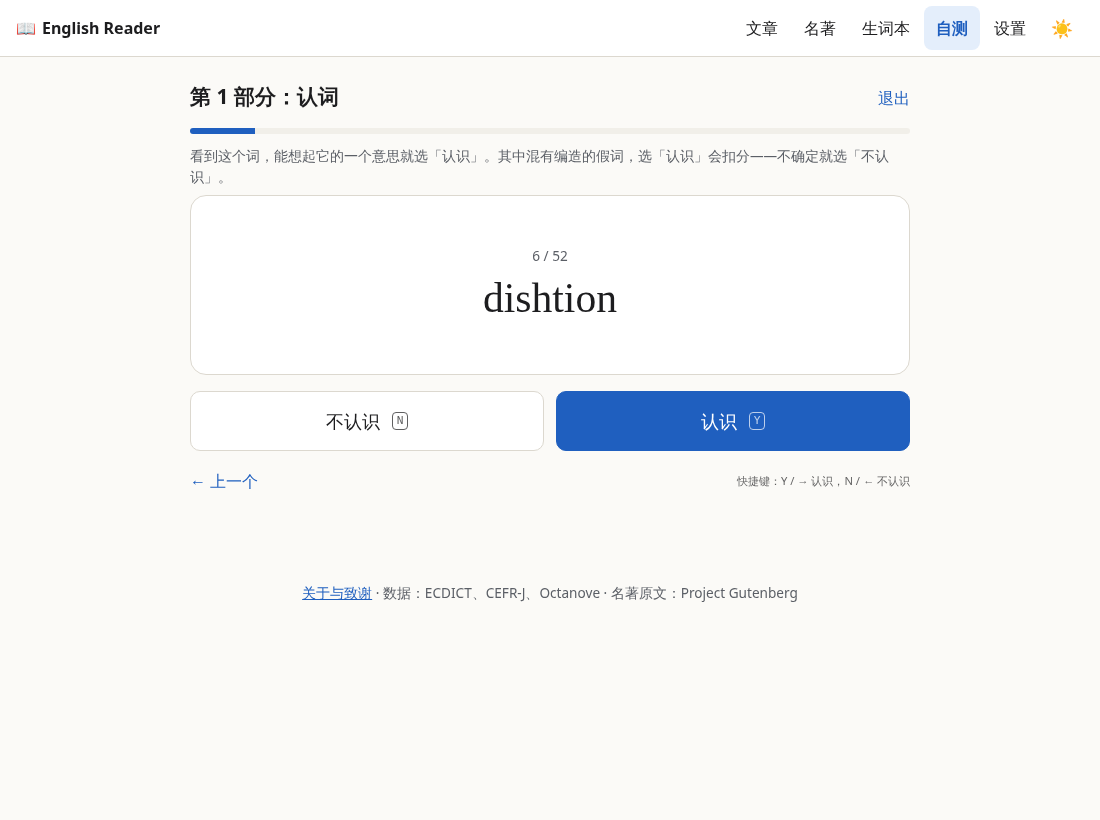 📖 English Reader
文章 名著 生词本 自测 设置 ☀️
第 1 部分：认词
退出
看到这个词，能想起它的一个意思就选「认识」。其中混有编造的假词，选「认识」会扣分——不确定就选「不认
识」。
6 / 52
dishtion
不认识 N
认识 Y
← 上一个
快捷键：Y / → 认识，N / ← 不认识
关于与致谢 · 数据：ECDICT、CEFR-J、Octanove · 名著原文：Project Gutenberg